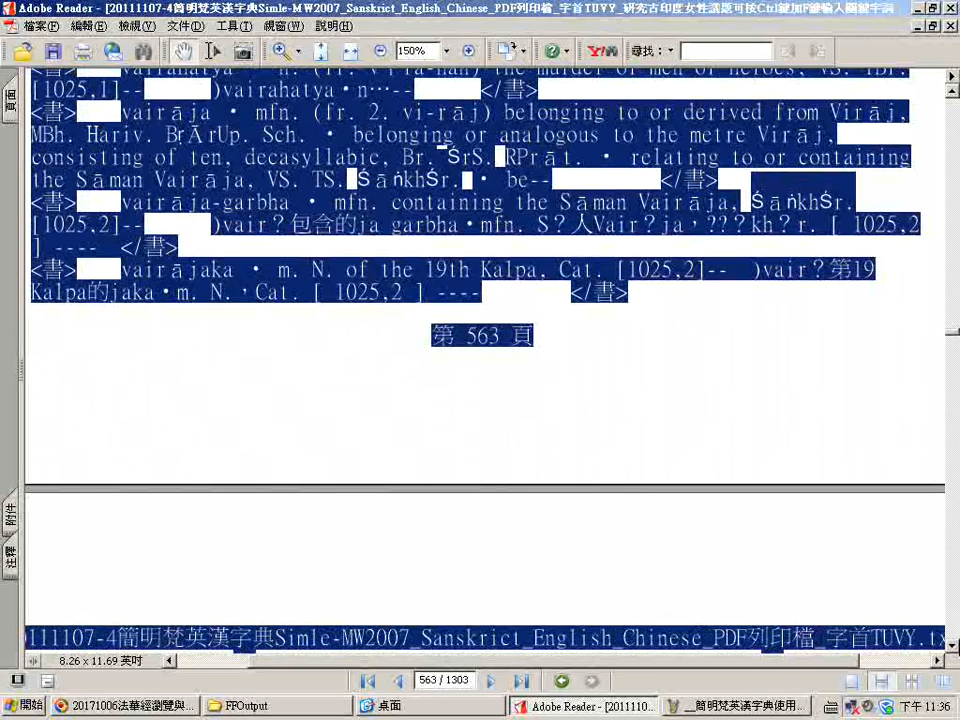 Adobe Reader - [20111107-4簡明梵英漢字典Simle-MW2007_Sanskrict_English_Chinese_PDF列印檔_字首TUVY_研究古印度女性議題可按Ctrl鍵加F鍵輸入關鍵字詞
檔案(F) 編輯(E) 檢視(V) 文件(D) 工具(T) 視窗(W) 說明(H)
150% Y! 尋找：
頁面
<書> vairahatya · n. (fr. vīra-han) the murder of men or heroes, VS. TBr.
[1025,1]-- )vairahatya·n…-- </書>
<書> vairāja · mfn. (fr. 2. vi-rāj) belonging to or derived from Virāj,
MBh. Hariv. BṛĀrUp. Sch. · belonging or analogous to the metre Virāj,
consisting of ten, decasyllabic, Br. ŚrS. RPrāt. · relating to or containing
the Sāman Vairāja, VS. TS. ŚāṅkhŚr. · be-- </書>
<書> vairāja-garbha · mfn. containing the Sāman Vairāja, ŚāṅkhŚr.
[1025,2]-- )vair？包含的ja garbha·mfn. S？人Vair？ja，???kh？r. [ 1025,2
] ---- </書>
<書> vairājaka · m. N. of the 19th Kalpa, Cat. [1025,2]-- )vair？第19
Kalpa的jaka·m. N.，Cat. [ 1025,2 ] ---- </書>
第 563 頁
附件
注釋
0111107-4簡明梵英漢字典Simle-MW2007_Sanskrict_English_Chinese_PDF列印檔_字首TUVY.tx
8.26 x 11.69 英吋
563 / 1303
開始 20171006法華經瀏覽與... FFOutput 桌面 Adobe Reader - [2011110... __簡明梵英漢字典使用... 下午 11:36